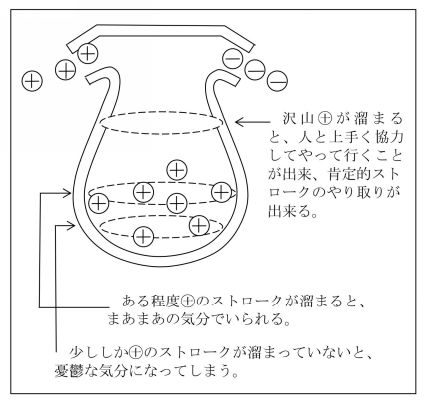 沢山㊉が溜まる
と、人と上手く協力
してやって行くこと
が出来、肯定的スト
ロークのやり取りが
出来る。
ある程度㊉のストロークが溜まると、
まあまあの気分でいられる。
少ししか㊉のストロークが溜まっていないと、
憂鬱な気分になってしまう。